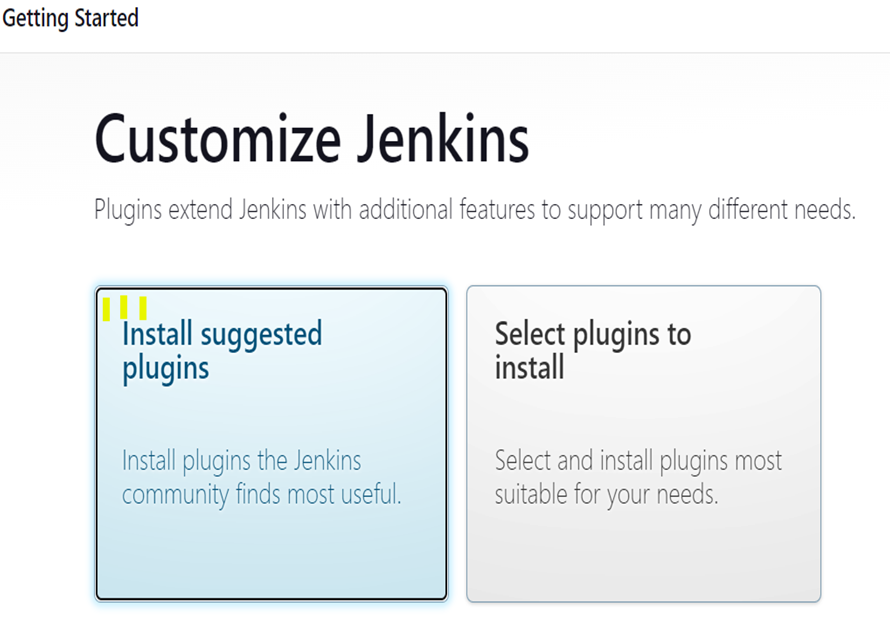 Getting Started
Customize Jenkins
Plugins extend Jenkins with additional features to support many different needs.
Install suggested
plugins
Install plugins the Jenkins
community finds most useful.
Select plugins to
install
Select and install plugins most
suitable for your needs.